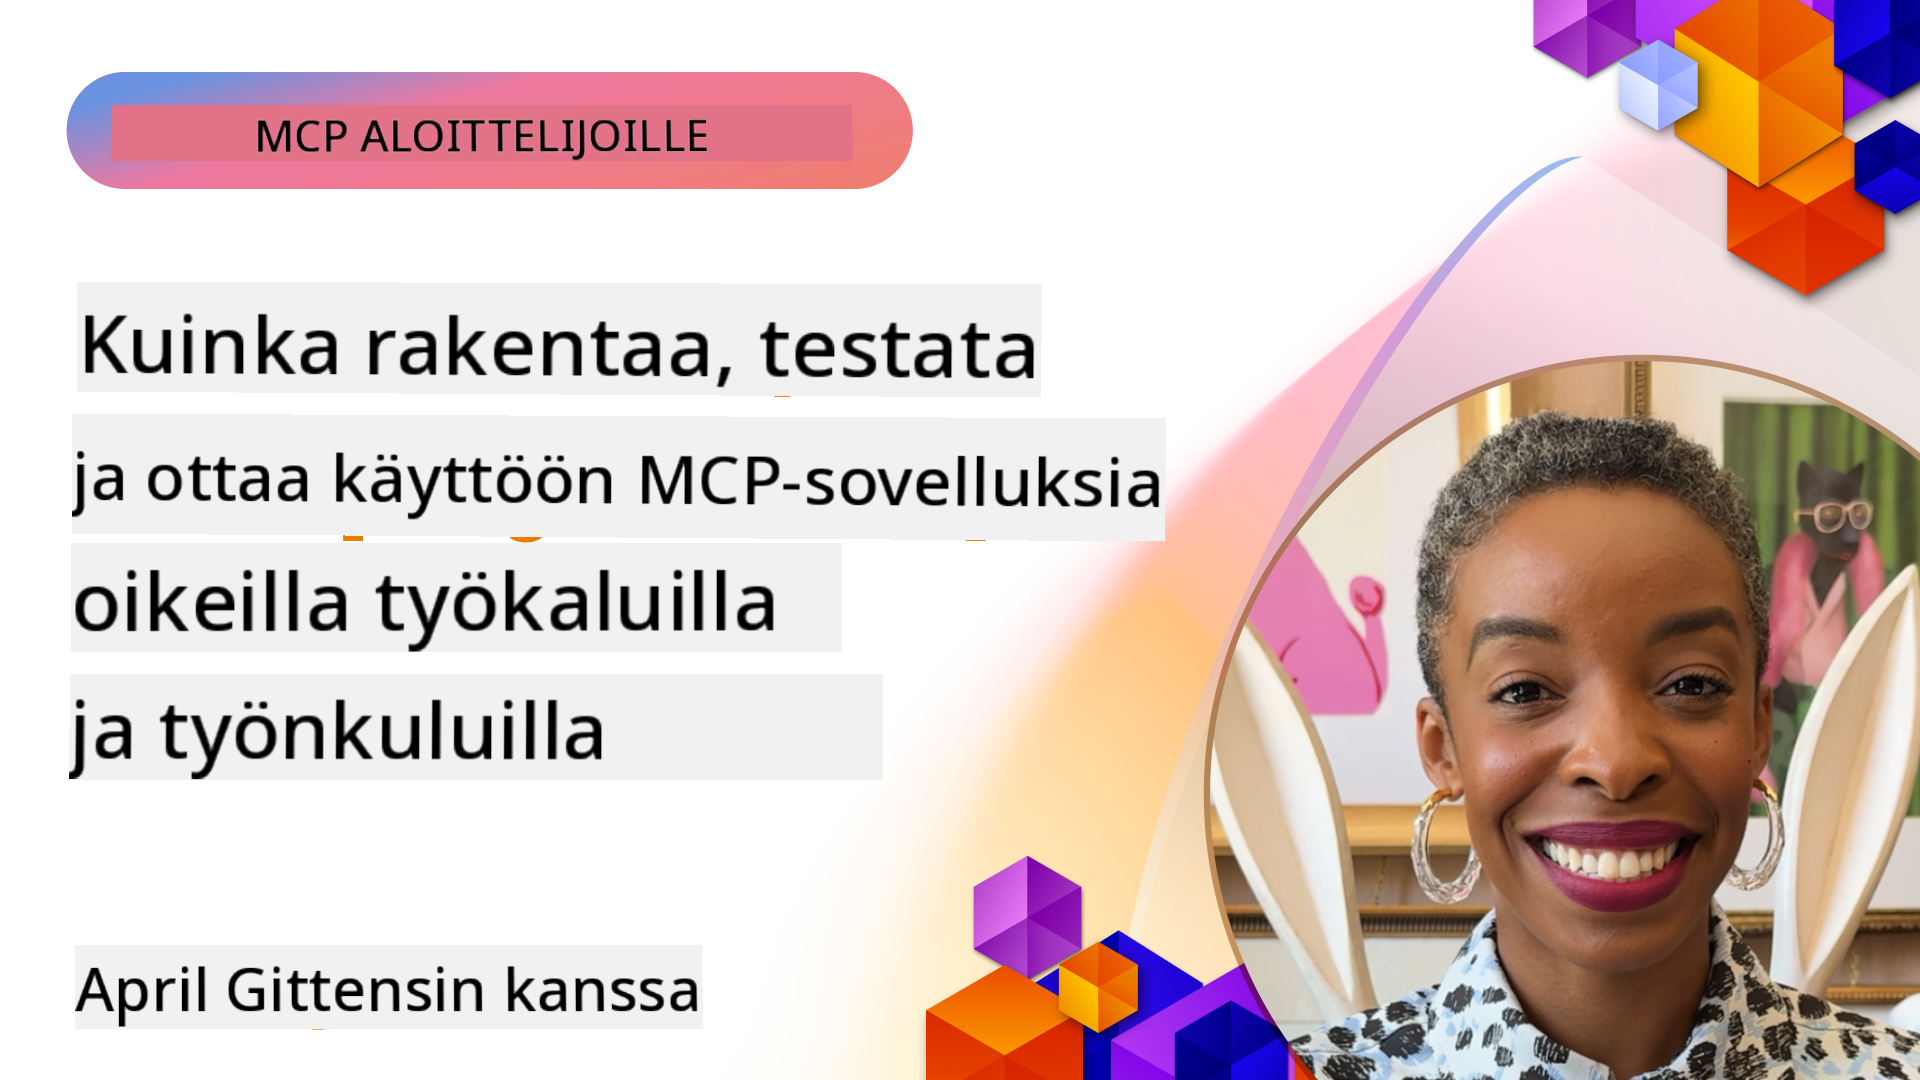 MCP ALOITTELIJOILLE
Kuinka rakentaa, testata
ja ottaa käyttöön MCP-sovelluksia
oikeilla työkaluilla
ja työnkuluilla
April Gittensin kanssa